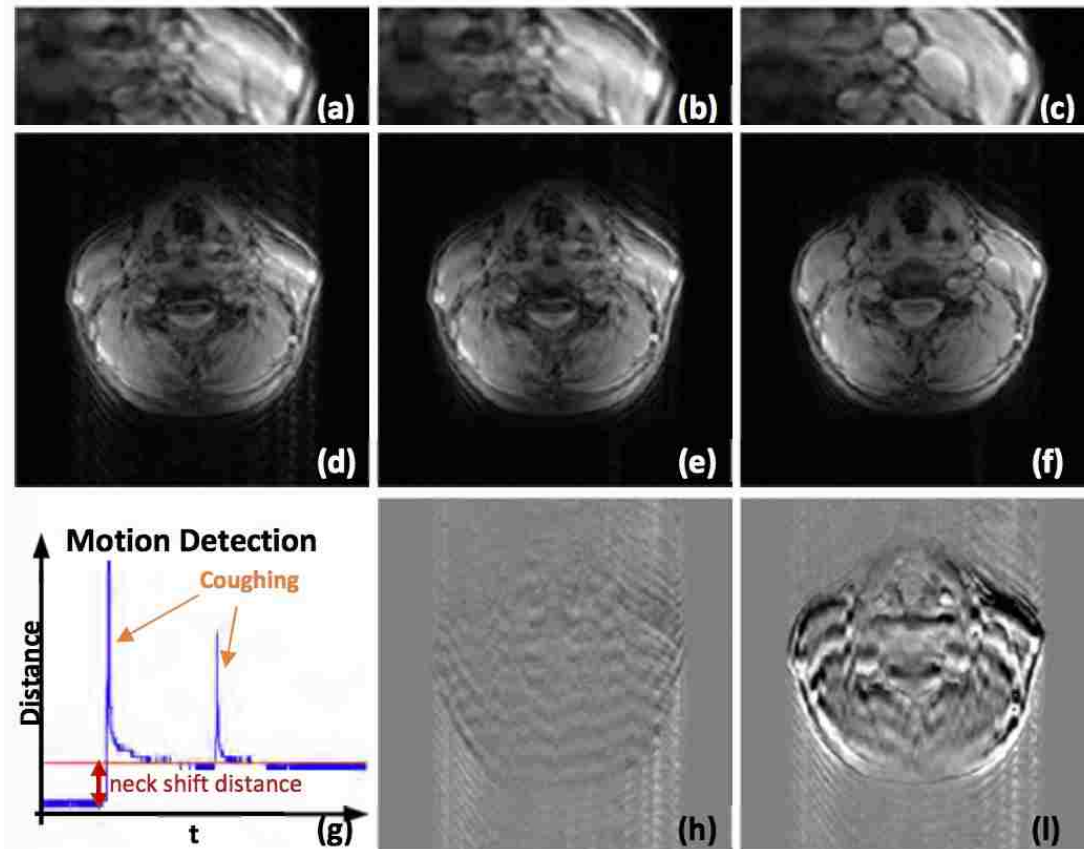 (a)
(b)
(c)
(d)
(e)
(f)
Motion Detection
Coughing
Distance
neck shift distance
t
(g)
(h)
(l)